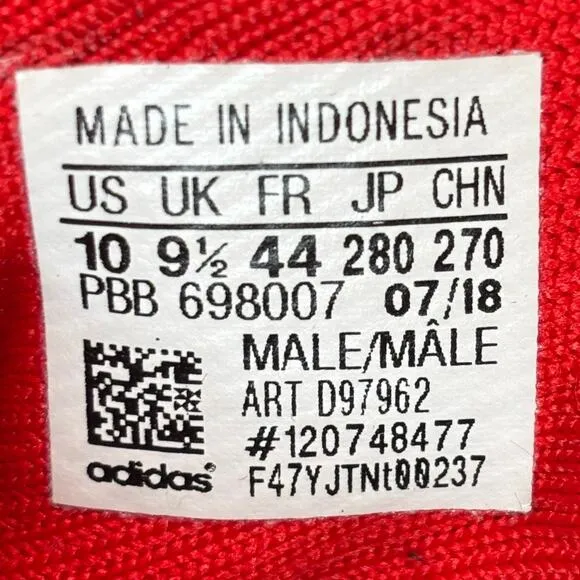 MADE IN INDONESIA
US UK FR JP CHN
10 9½ 44 280 270
PBB 698007 07/18
MALE/MÂLE
ART D97962
#120748477
adidas® F47YJTNt00237